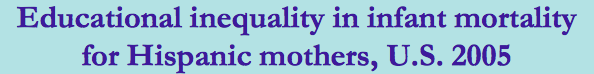 Educational inequality in infant mortality
for Hispanic mothers, U.S. 2005